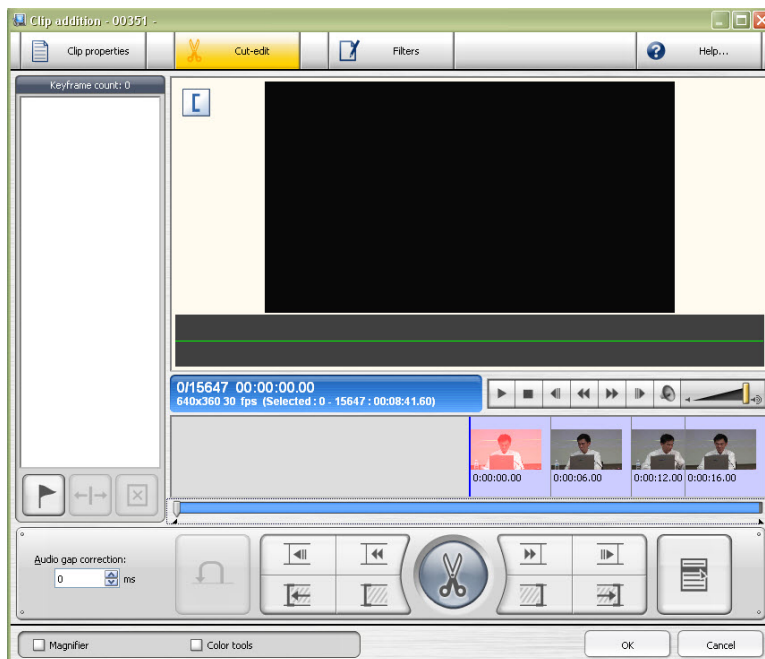 Clip addition - 00351 -
Clip properties
Cut-edit
Filters
Help...
Keyframe count: 0
0/15647 00:00:00.00
640x360 30 fps (Selected : 0 - 15647 : 00:08:41.60)
0:00:00.00
0:00:06.00
0:00:12.00
0:00:16.00
Audio gap correction:
0
ms
Magnifier
Color tools
OK
Cancel